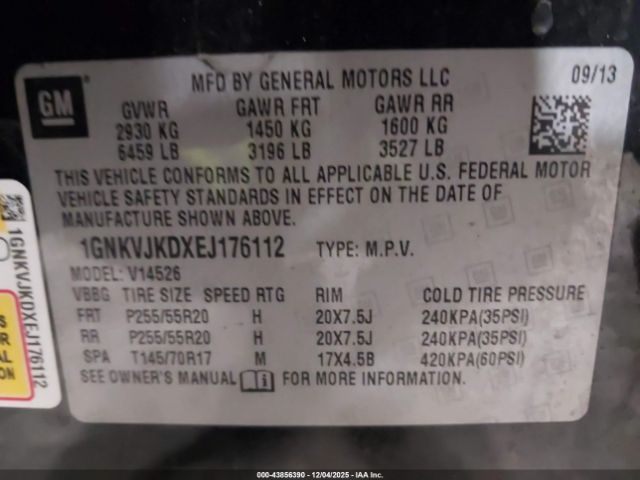 GM
MFD BY GENERAL MOTORS LLC 09/13
GVWR GAWR FRT GAWR RR
2930 KG 1450 KG 1600 KG
6459 LB 3196 LB 3527 LB
THIS VEHICLE CONFORMS TO ALL APPLICABLE U.S. FEDERAL MOTOR
VEHICLE SAFETY STANDARDS IN EFFECT ON THE DATE OF
MANUFACTURE SHOWN ABOVE.
1GNKVJKDXEJ176112 TYPE: M.P.V.
MODEL: V14526
VBBG TIRE SIZE SPEED RTG RIM COLD TIRE PRESSURE
FRT P255/55R20 H 20X7.5J 240KPA(35PSI)
RR P255/55R20 H 20X7.5J 240KPA(35PSI)
SPA T145/70R17 M 17X4.5B 420KPA(60PSI)
SEE OWNER'S MANUAL FOR MORE INFORMATION.
1GNKVJKDXEJ176112
000-43856390 - 12/04/2025 - IAA Inc.